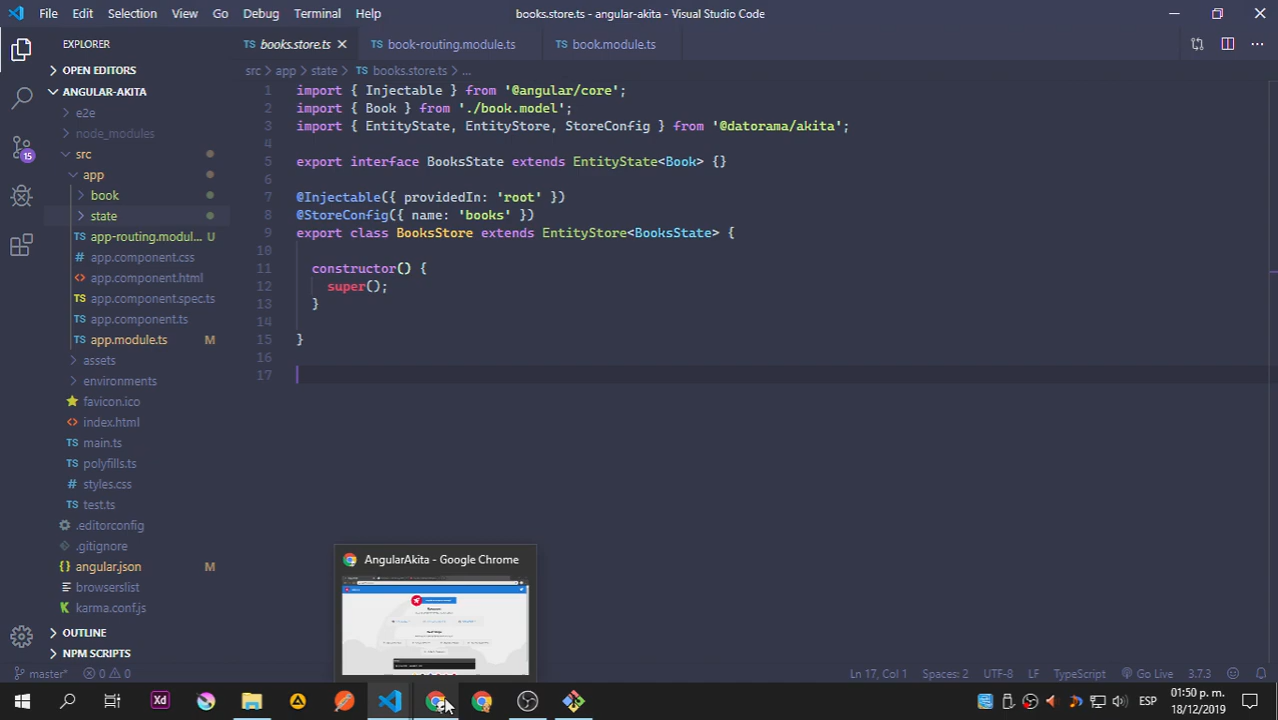 File Edit Selection View Go Debug Terminal Help
books.store.ts - angular-akita - Visual Studio Code
EXPLORER
TS books.store.ts
TS book-routing.module.ts
TS book.module.ts
OPEN EDITORS
src > app > state > TS books.store.ts > ...
ANGULAR-AKITA
e2e
node_modules
src
app
book
state
TS app-routing.modul... U
# app.component.css
<> app.component.html
TS app.component.spec.ts
TS app.component.ts
TS app.module.ts M
assets
environments
favicon.ico
<> index.html
TS main.ts
TS polyfills.ts
# styles.css
TS test.ts
.editorconfig
.gitignore
{} angular.json M
browserslist
K karma.conf.js
OUTLINE
NPM SCRIPTS
15
1 import { Injectable } from '@angular/core';
2 import { Book } from './book.model';
3 import { EntityState, EntityStore, StoreConfig } from '@datorama/akita';
4
5 export interface BooksState extends EntityState<Book> {}
6
7 @Injectable({ providedIn: 'root' })
8 @StoreConfig({ name: 'books' })
9 export class BooksStore extends EntityStore<BooksState> {
10
11 constructor() {
12 super();
13 }
14
15 }
16
17
AngularAkita - Google Chrome
master* 0 0
Ln 17, Col 1 Spaces: 2 UTF-8 LF TypeScript Go Live 3.7.3
Xd
ESP
01:50 p. m.
18/12/2019